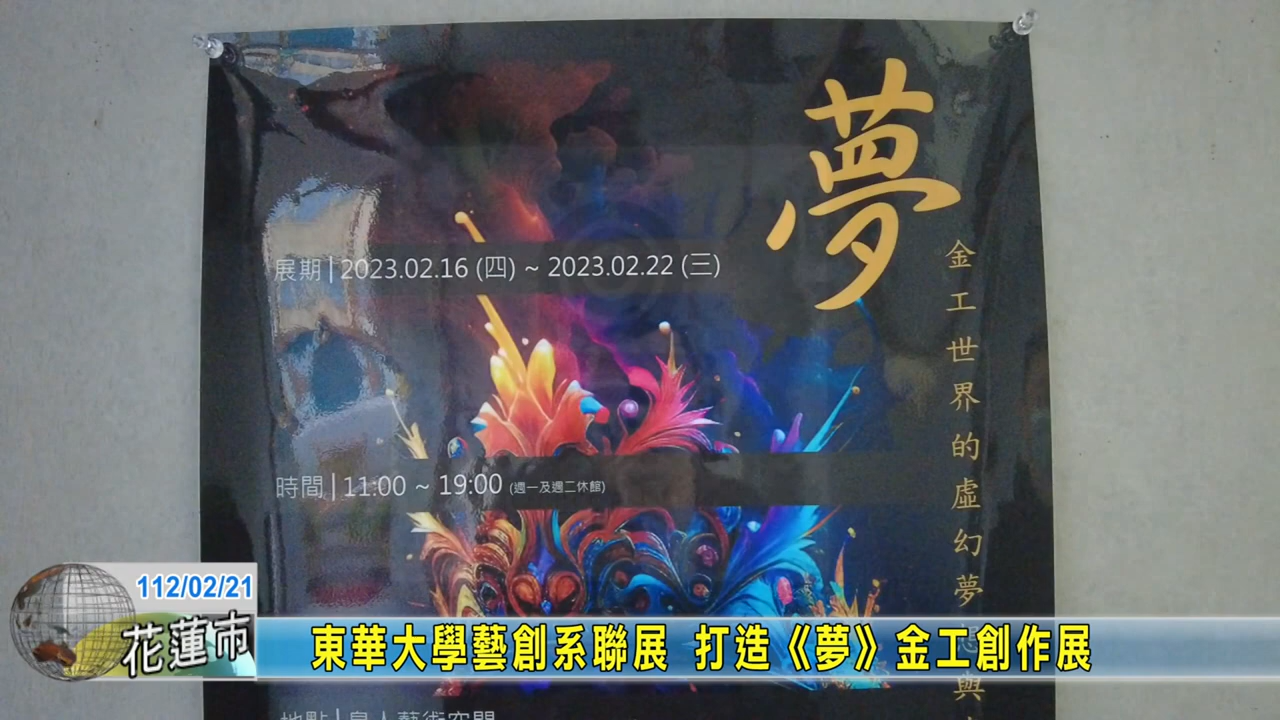 夢
金工世界的虛幻夢想與
展期|2023.02.16 (四) ~ 2023.02.22 (三)
時間|11:00 ~ 19:00 (週一及週二休館)
112/02/21
花蓮市
東華大學藝創系聯展 打造《夢》金工創作展